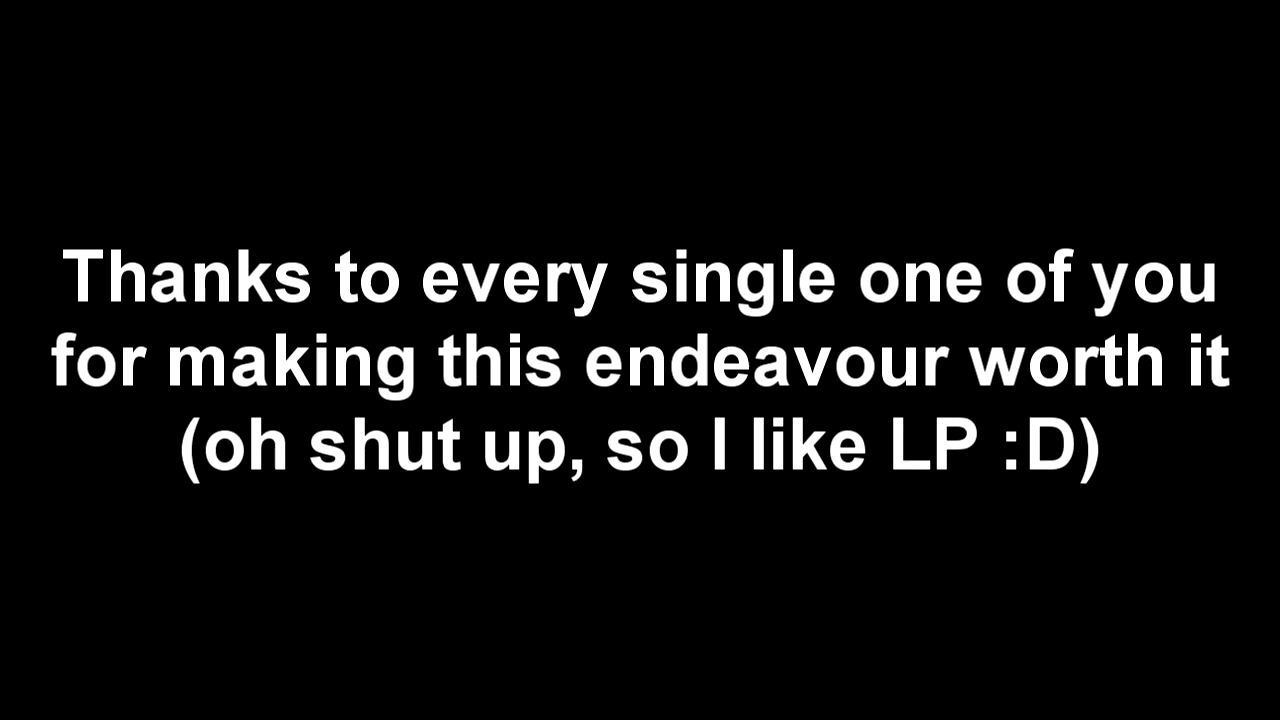 Thanks to every single one of you
for making this endeavour worth it
(oh shut up, so I like LP :D)